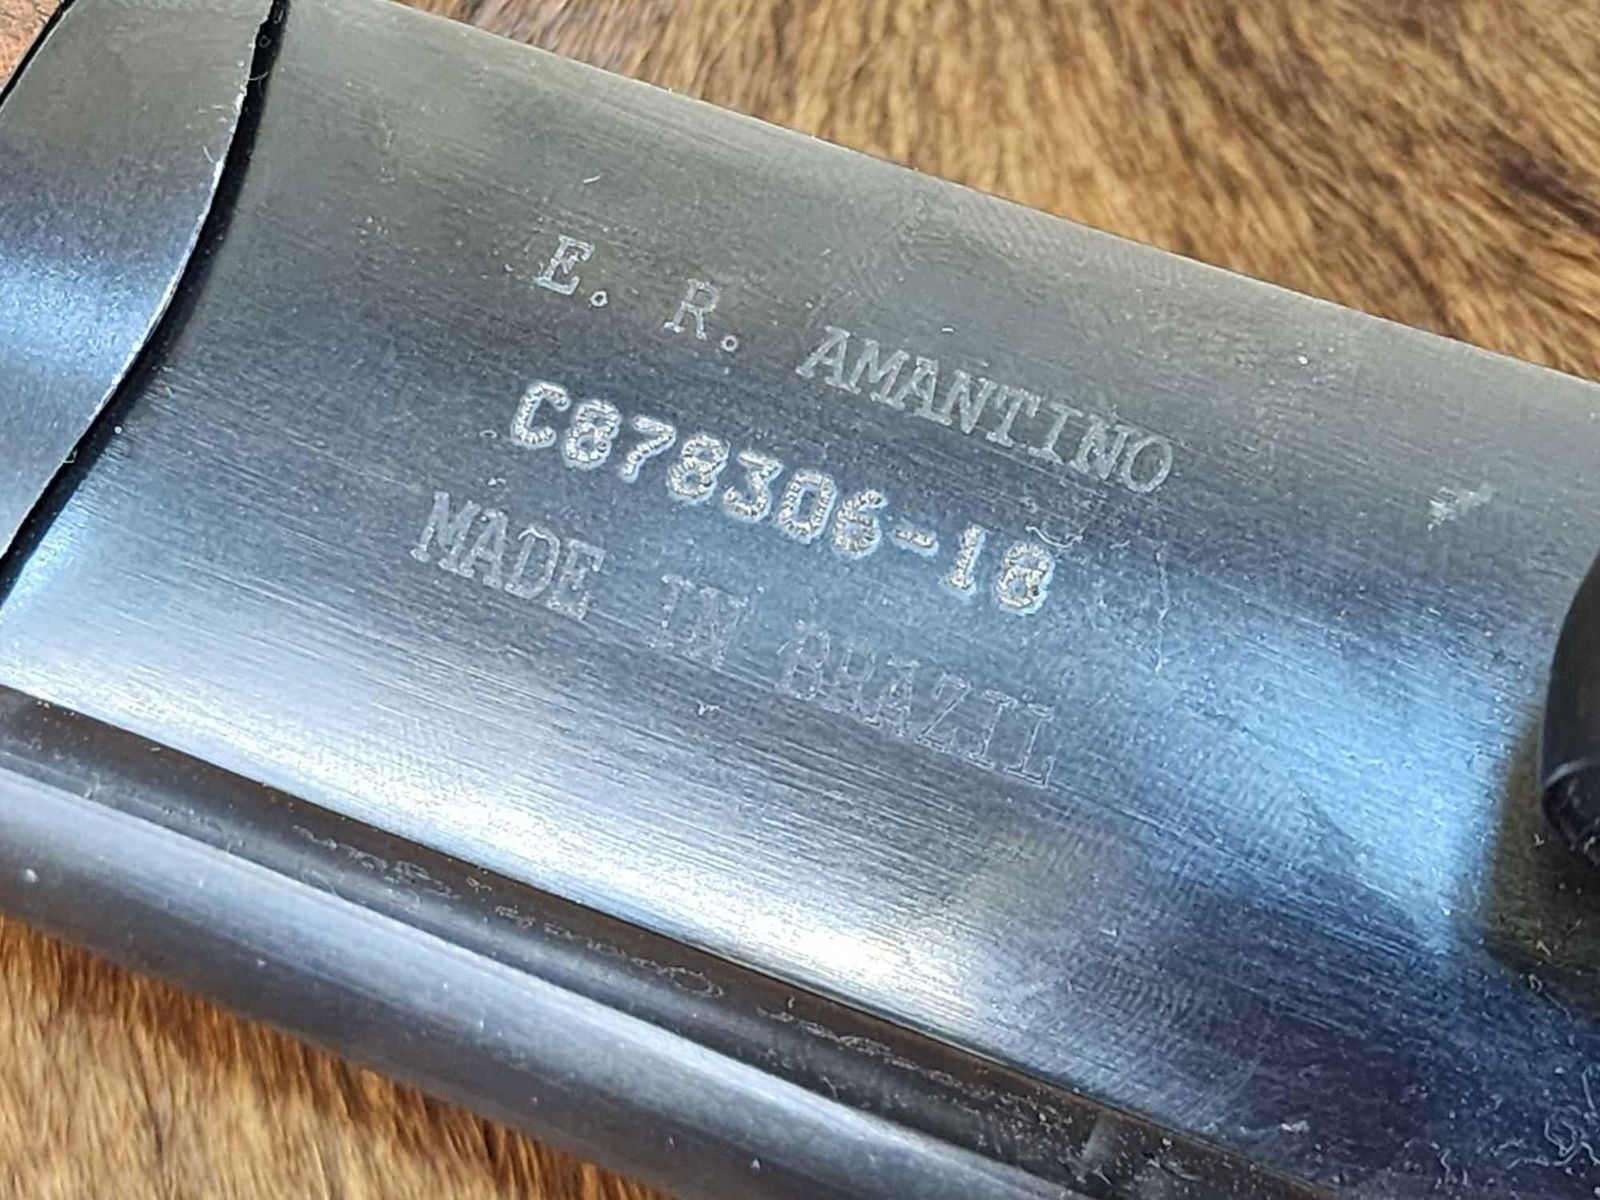 E. R. AMANTINO
C878306-18
MADE IN BRAZIL